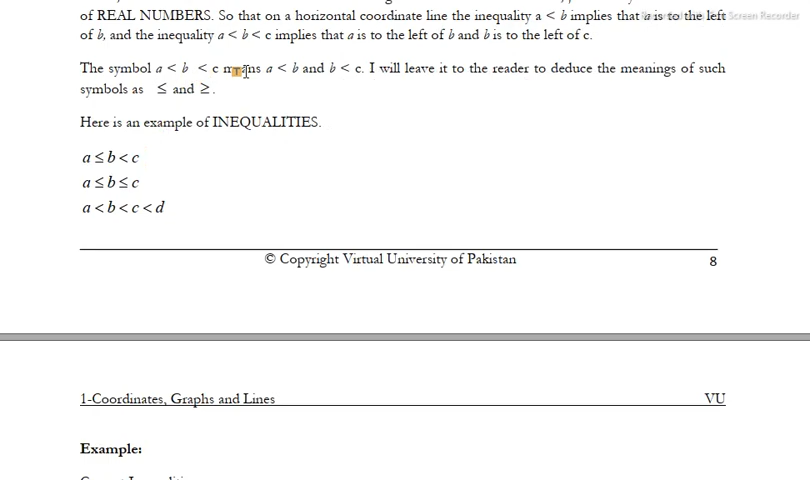 of REAL NUMBERS. So that on a horizontal coordinate line the inequality a < b implies that a is to the left
of b, and the inequality a < b < c implies that a is to the left of b and b is to the left of c.
The symbol a < b < c means a < b and b < c. I will leave it to the reader to deduce the meanings of such
symbols as ≤ and ≥.
Here is an example of INEQUALITIES.
a ≤ b < c
a ≤ b ≤ c
a < b < c < d
© Copyright Virtual University of Pakistan 8
1-Coordinates, Graphs and Lines VU
Example: